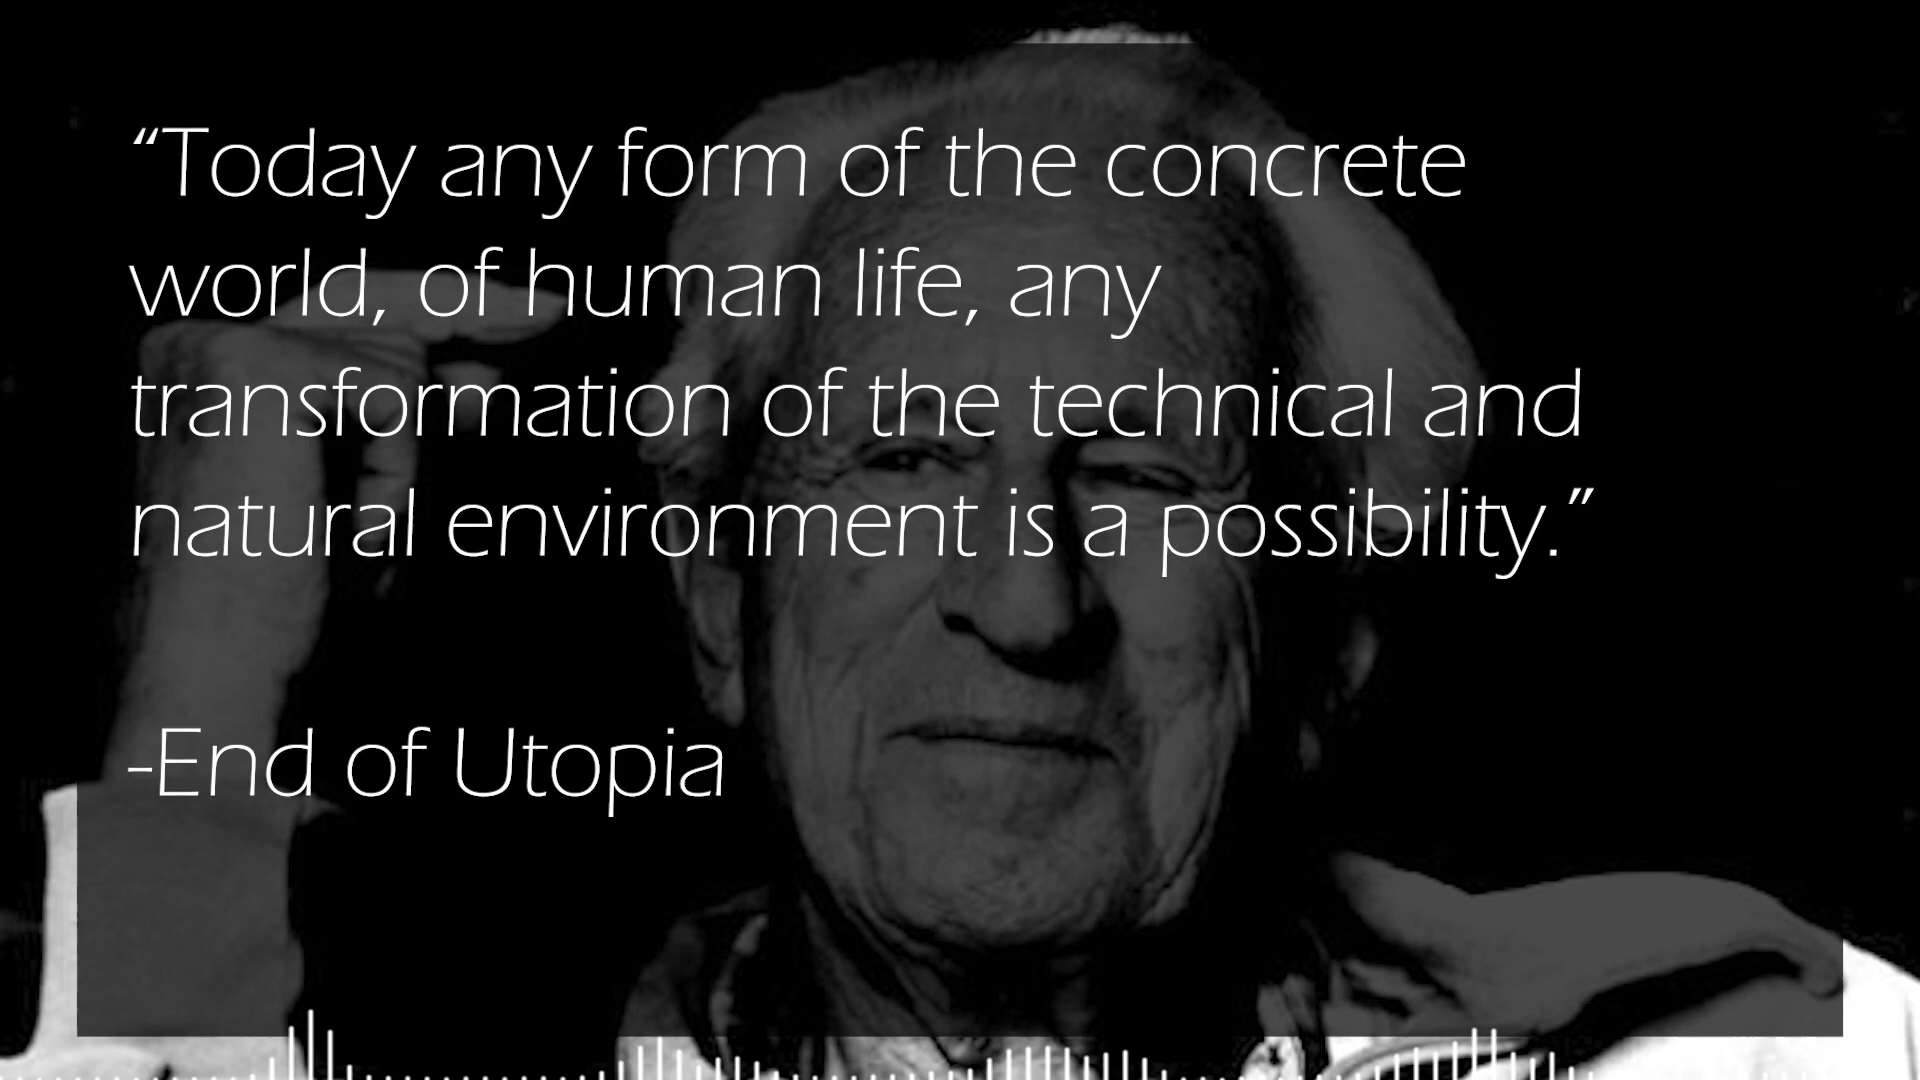 “Today any form of the concrete
world, of human life, any
transformation of the technical and
natural environment is a possibility.”
-End of Utopia